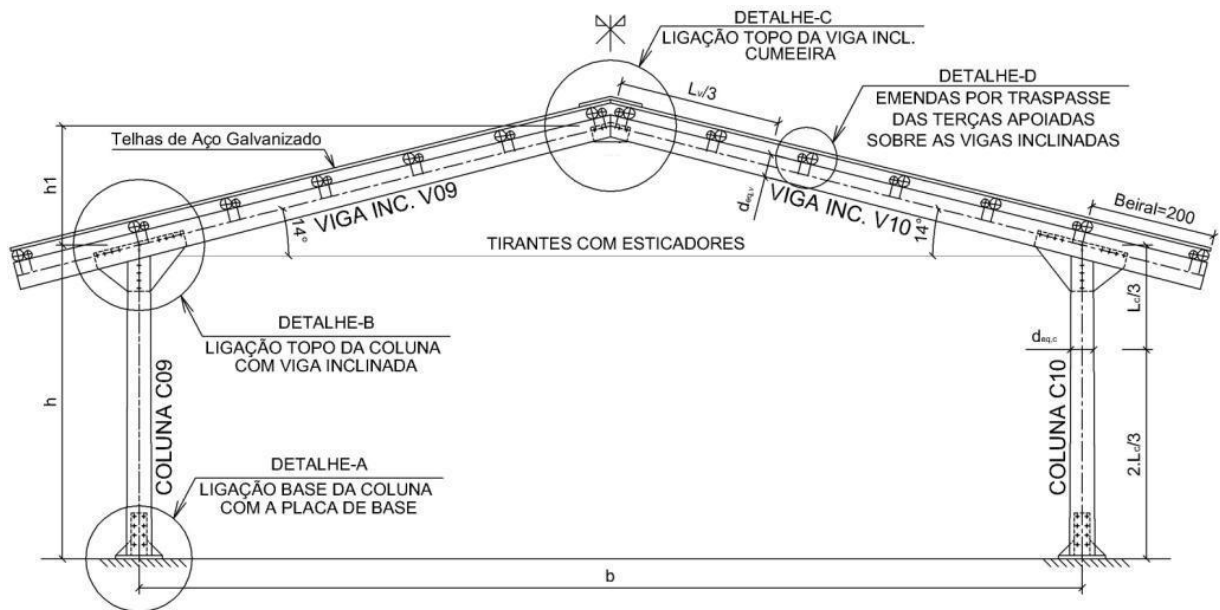 DETALHE-C
LIGAÇÃO TOPO DA VIGA INCL.
CUMEEIRA
Lv/3
DETALHE-D
EMENDAS POR TRASPASSE
DAS TERÇAS APOIADAS
SOBRE AS VIGAS INCLINADAS
Telhas de Aço Galvanizado
h1
VIGA INC. V09
14°
deq,v
VIGA INC. V10
14°
Beiral=200
TIRANTES COM ESTICADORES
DETALHE-B
LIGAÇÃO TOPO DA COLUNA
COM VIGA INCLINADA
Lc/3
deq,c
h
COLUNA C09
COLUNA C10
2.Lc/3
DETALHE-A
LIGAÇÃO BASE DA COLUNA
COM A PLACA DE BASE
b